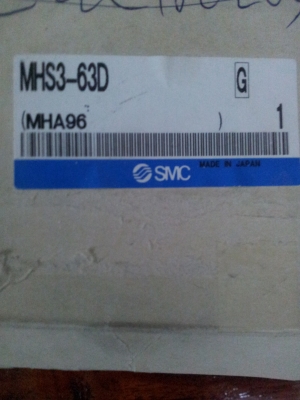 MHS3-63D G
(MHA96 ) 1
MADE IN JAPAN
SMC